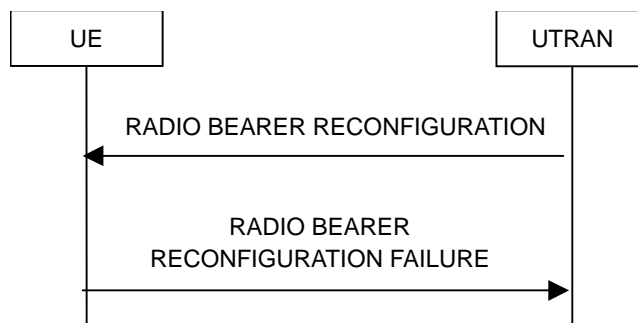 UE
UTRAN
RADIO BEARER RECONFIGURATION
RADIO BEARER
RECONFIGURATION FAILURE